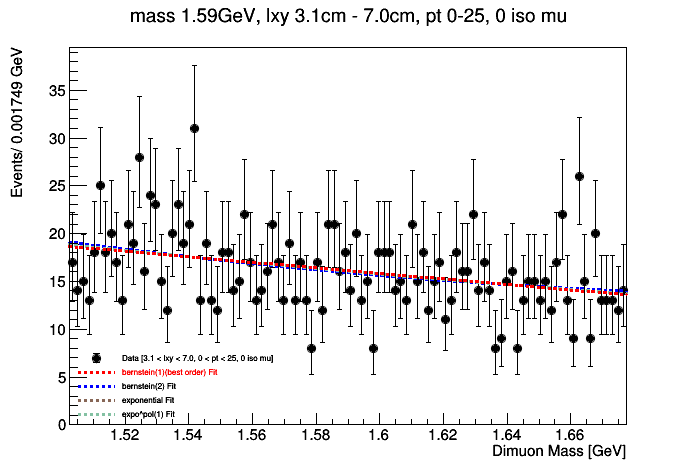 mass 1.59GeV, lxy 3.1cm - 7.0cm, pt 0-25, 0 iso mu
Events/ 0.001749 GeV
35
30
25
20
15
10
5
0
Data [3.1 < lxy < 7.0, 0 < pt < 25, 0 iso mu]
bernstein(1)(best order) Fit
bernstein(2) Fit
exponential Fit
expo*pol(1) Fit
1.52 1.54 1.56 1.58 1.6 1.62 1.64 1.66
Dimuon Mass [GeV]